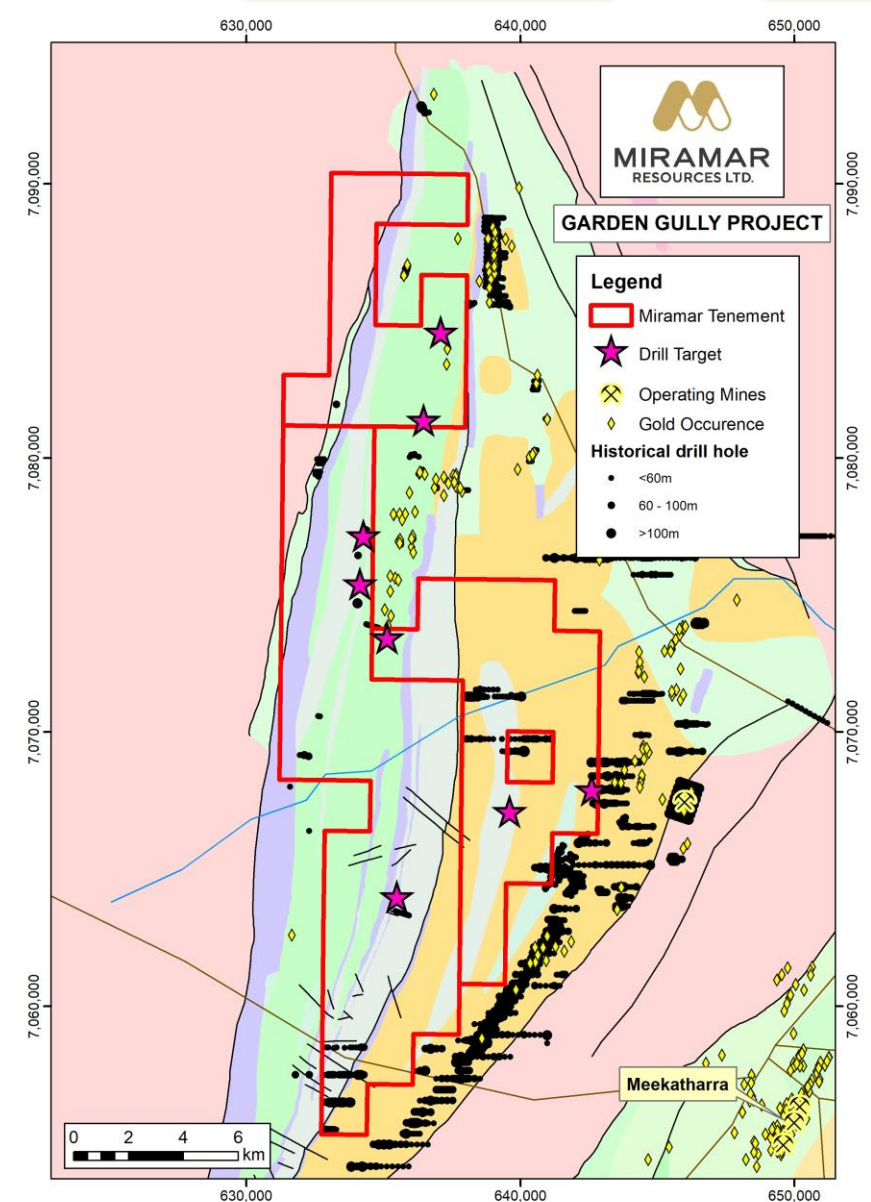 630,000
640,000
650,000
7,090,000
7,090,000
MIRAMAR
RESOURCES LTD.
GARDEN GULLY PROJECT
Legend
Miramar Tenement
Drill Target
Operating Mines
Gold Occurence
Historical drill hole
<60m
60 - 100m
>100m
7,080,000
7,080,000
7,070,000
7,070,000
7,060,000
7,060,000
Meekatharra
0 2 4 6
km
630,000
640,000
650,000